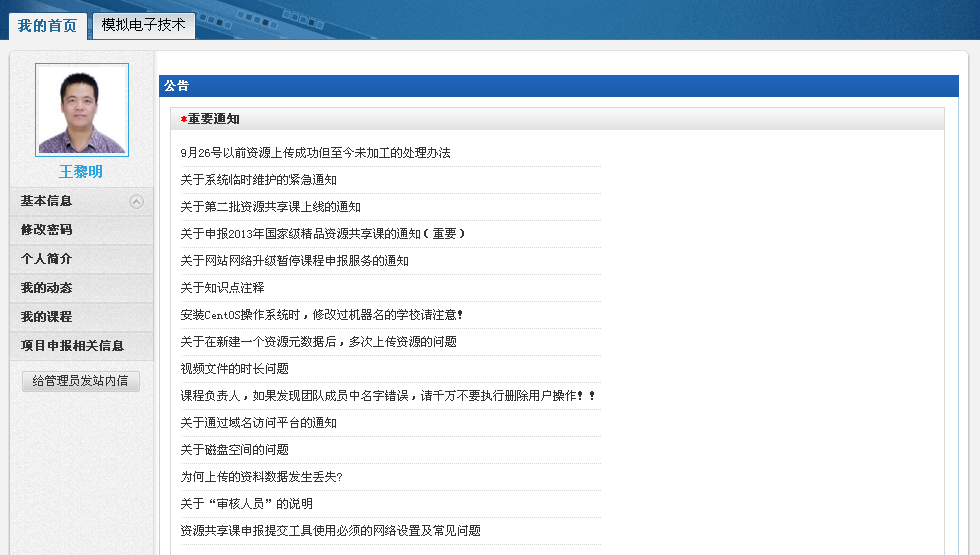 我的首页
模拟电子技术
王黎明
基本信息
修改密码
个人简介
我的动态
我的课程
项目申报相关信息
给管理员发站内信
公告
*重要通知
9月26号以前资源上传成功但至今未加工的处理办法
关于系统临时维护的紧急通知
关于第二批资源共享课上线的通知
关于申报2013年国家级精品资源共享课的通知（重要）
关于网站网络升级暂停课程申报服务的通知
关于知识点注释
安装CentOS操作系统时，修改过机器名的学校请注意！
关于在新建一个资源元数据后，多次上传资源的问题
视频文件的时长问题
课程负责人，如果发现团队成员中名字错误，请千万不要执行删除用户操作！！
关于通过域名访问平台的通知
关于磁盘空间的问题
为何上传的资料数据发生丢失?
关于“审核人员”的说明
资源共享课申报提交工具使用必须的网络设置及常见问题